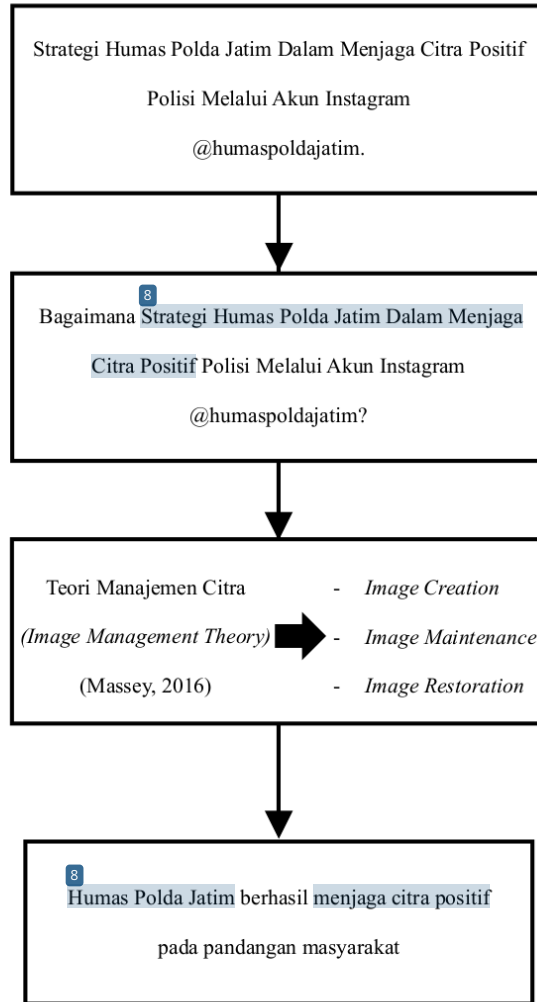 Strategi Humas Polda Jatim Dalam Menjaga Citra Positif
Polisi Melalui Akun Instagram
@humaspoldajatim.
8
Bagaimana Strategi Humas Polda Jatim Dalam Menjaga
Citra Positif Polisi Melalui Akun Instagram
@humaspoldajatim?
Teori Manajemen Citra
(Image Management Theory)
(Massey, 2016)
- Image Creation
- Image Maintenance
- Image Restoration
8
Humas Polda Jatim berhasil menjaga citra positif
pada pandangan masyarakat